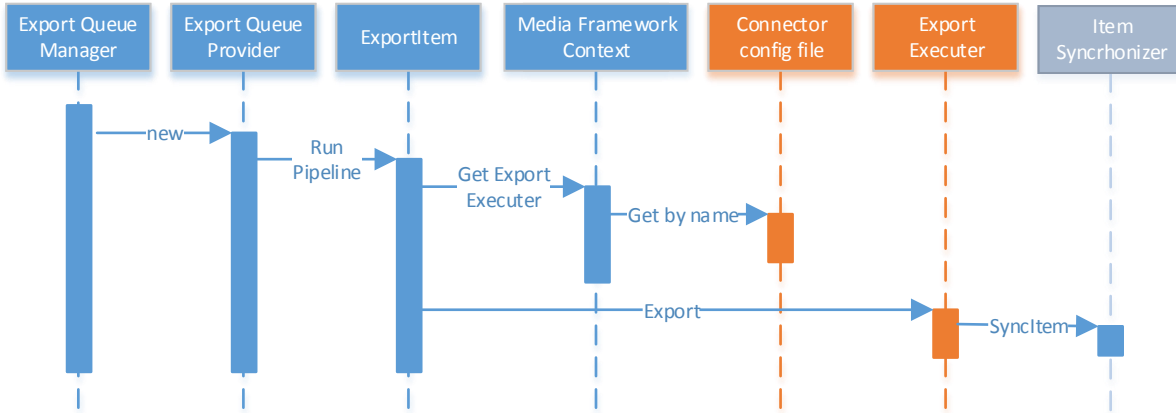 Export Queue
Manager
Export Queue
Provider
ExportItem
Media Framework
Context
Connector
config file
Export
Executer
Item
Syncrhonizer
new
Run
Pipeline
Get Export
Executer
Get by name
Export
SyncItem